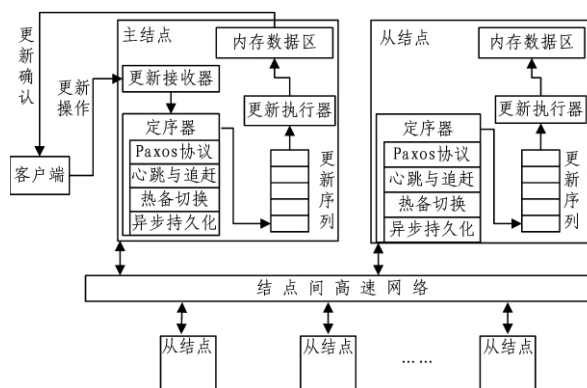 更新确认
更新操作
客户端
主结点
内存数据区
更新接收器
更新执行器
定序器
Paxos协议
心跳与追赶
热备切换
异步持久化
更新序列
从结点
内存数据区
更新执行器
定序器
Paxos协议
心跳与追赶
热备切换
异步持久化
更新序列
结点间高速网络
从结点
从结点
……
从结点